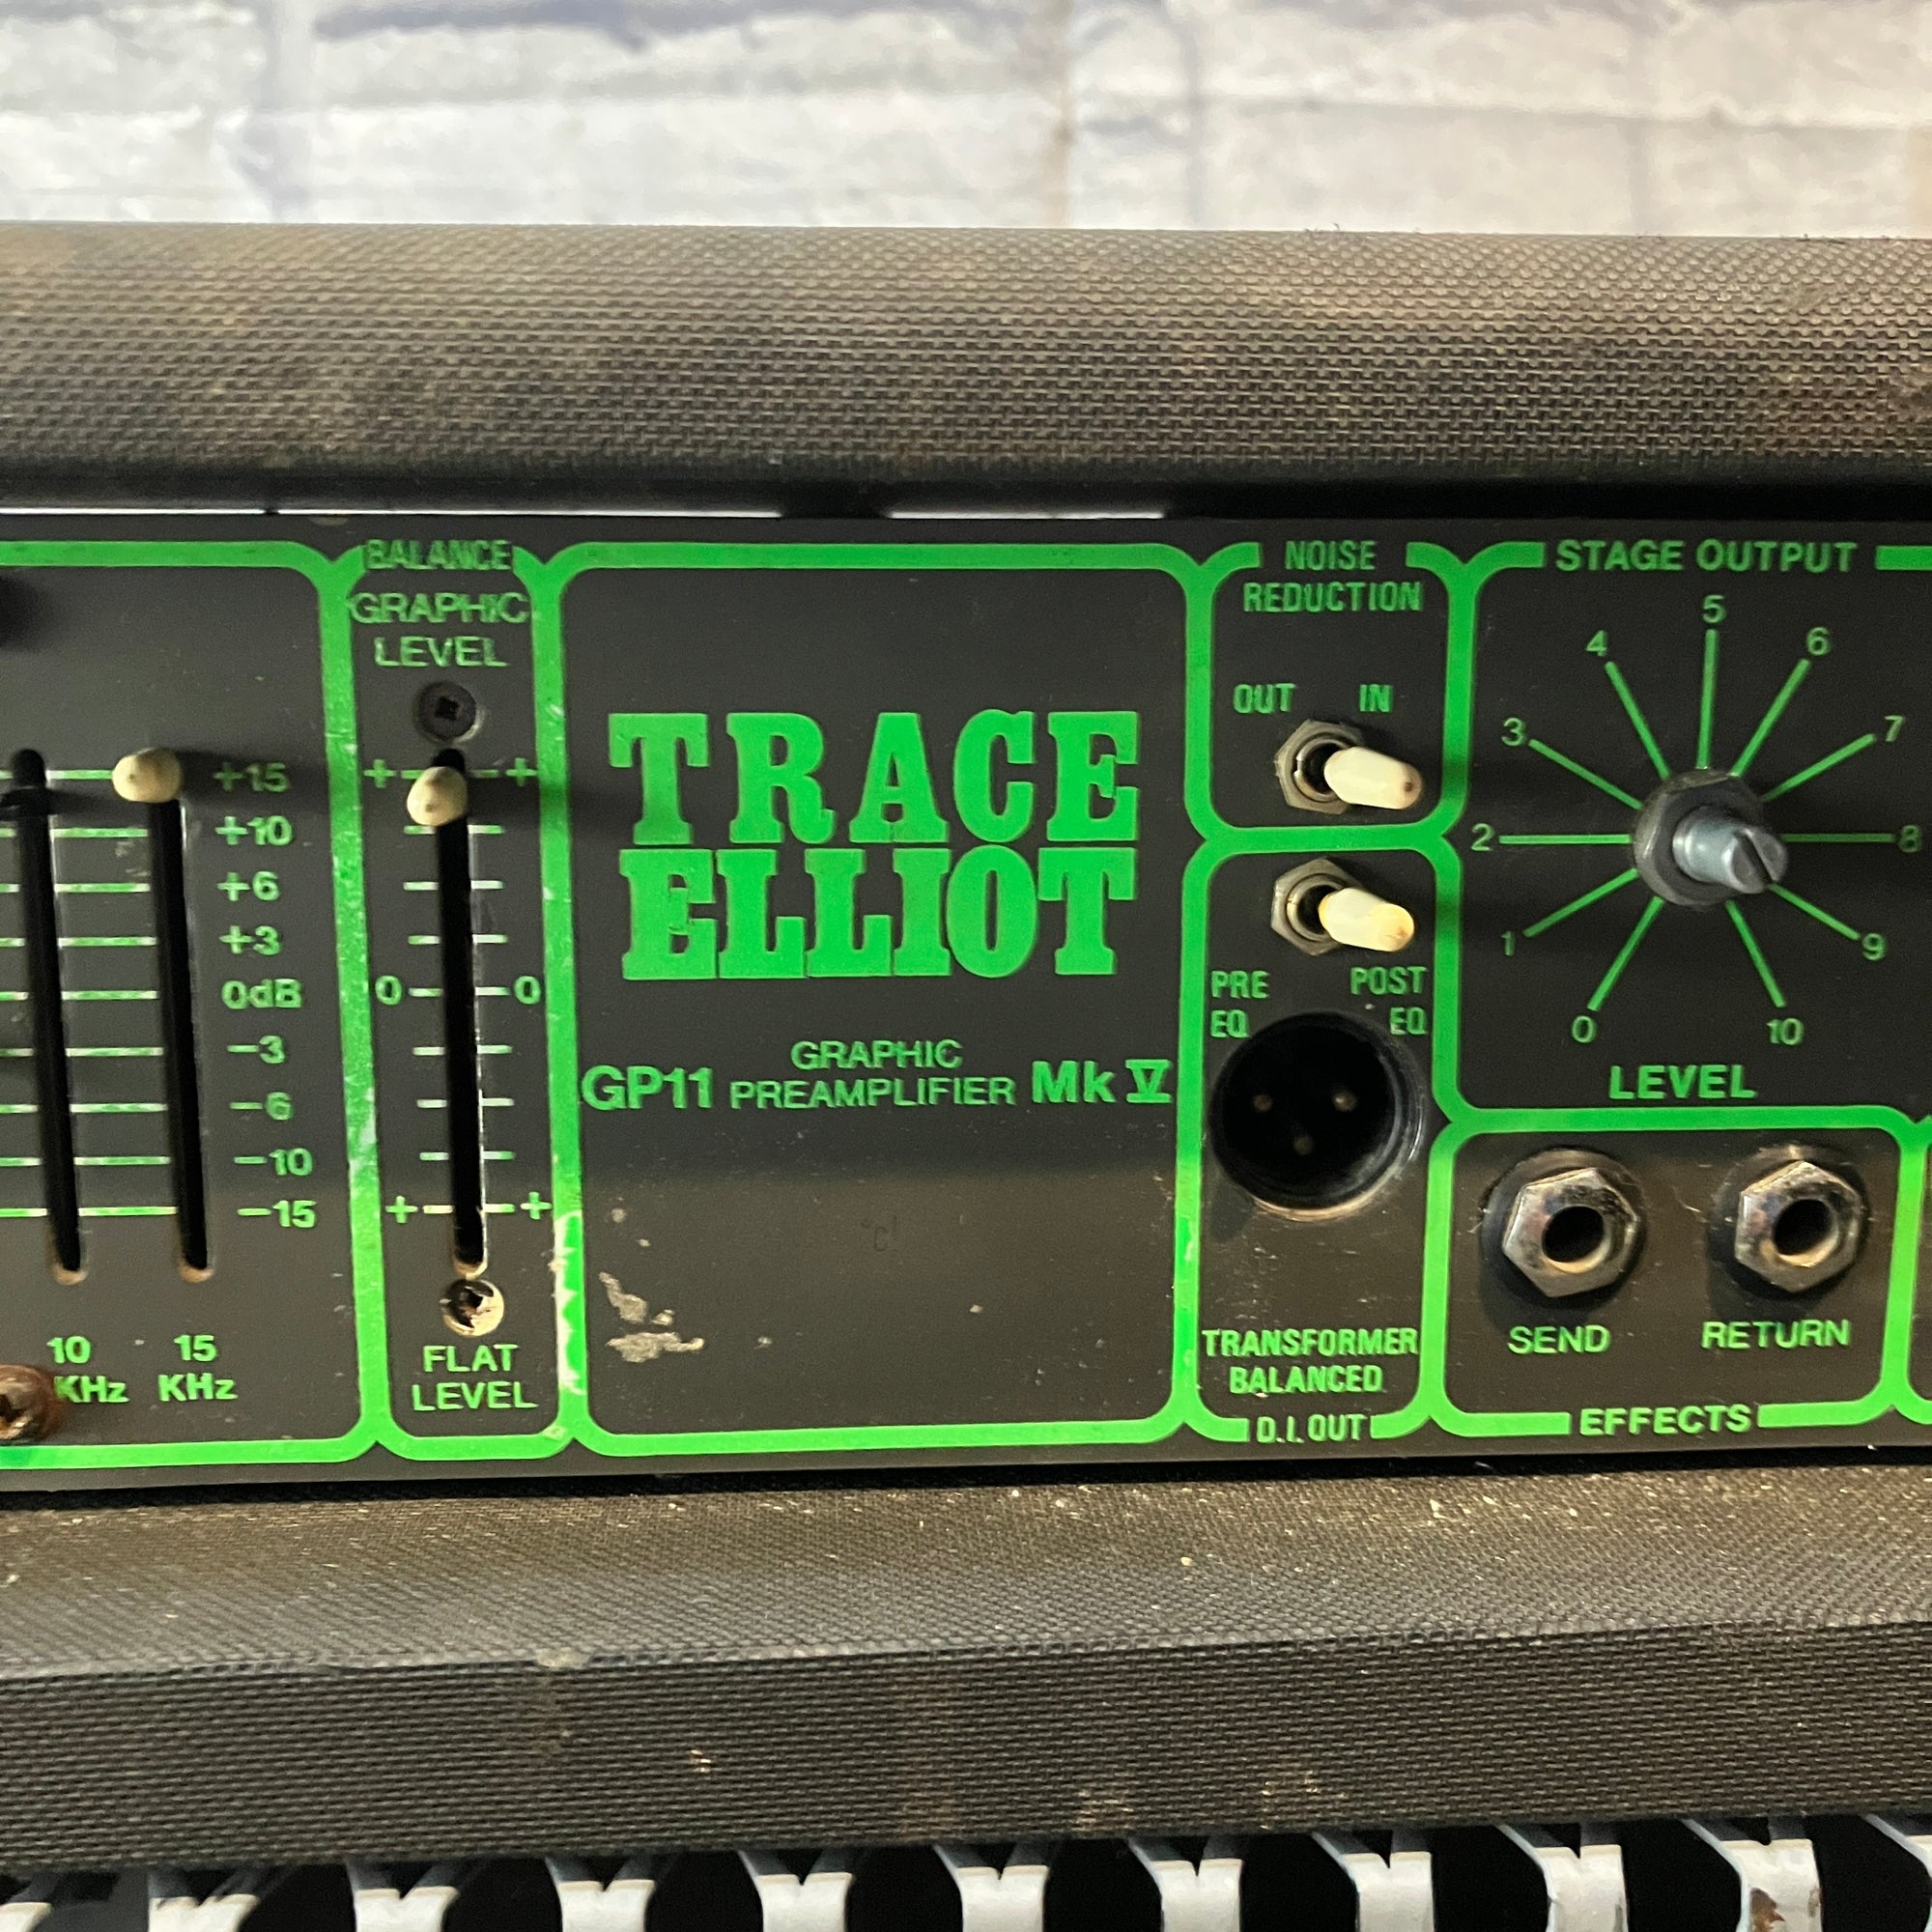 +15
+10
+6
+3
0dB
-3
-6
-10
-15
10
KHz
15
KHz
BALANCE
GRAPHIC
LEVEL
+ +
0 0
+ +
FLAT
LEVEL
TRACE
ELLIOT
GP11 GRAPHIC PREAMPLIFIER Mk V
NOISE
REDUCTION
OUT IN
PRE
EQ
POST
EQ
TRANSFORMER
BALANCED
D.I. OUT
STAGE OUTPUT
0 1 2 3 4 5 6 7 8 9 10
LEVEL
SEND RETURN
EFFECTS